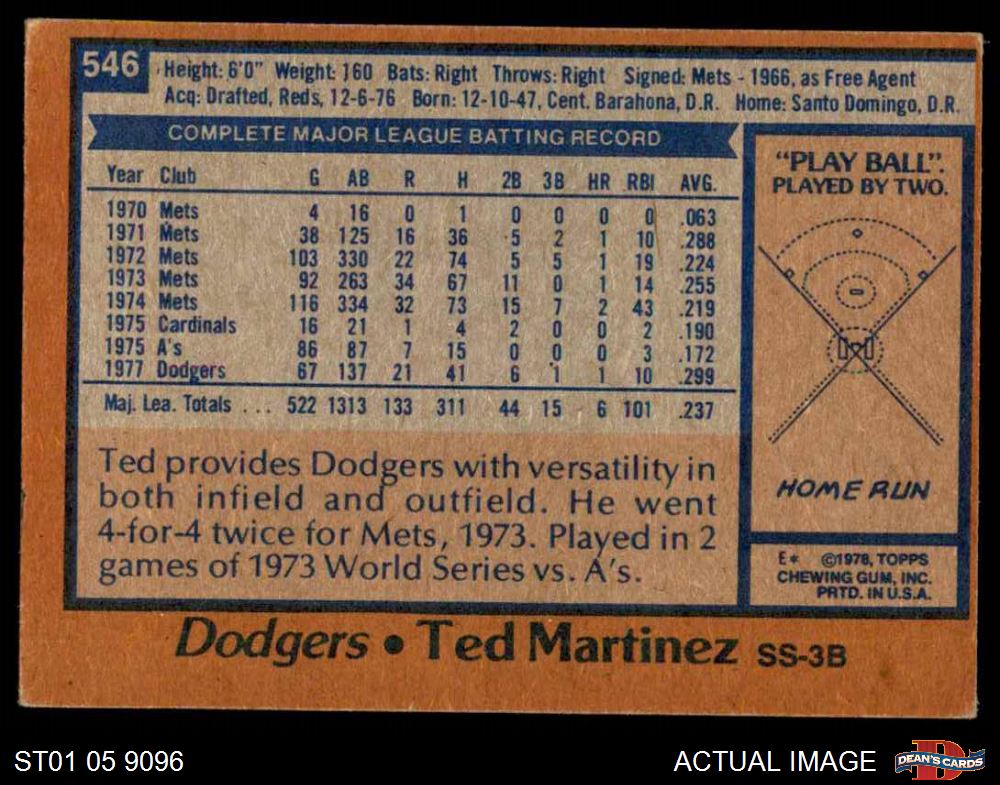 546
Height: 6'0" Weight: 160 Bats: Right Throws: Right Signed: Mets - 1966, as Free Agent
Acq: Drafted, Reds, 12-6-76 Born: 12-10-47, Cent. Barahona, D.R. Home: Santo Domingo, D.R.
COMPLETE MAJOR LEAGUE BATTING RECORD
Year Club G AB R H 2B 3B HR RBI AVG.
1970 Mets 4 16 0 1 0 0 0 0 .063
1971 Mets 38 125 16 36 5 2 1 10 .288
1972 Mets 103 330 22 74 5 5 1 19 .224
1973 Mets 92 263 34 67 11 0 1 14 .255
1974 Mets 116 334 32 73 15 7 2 43 .219
1975 Cardinals 16 21 1 4 2 0 0 2 .190
1975 A's 86 87 7 15 0 0 0 3 .172
1977 Dodgers 67 137 21 41 6 1 1 10 .299
Maj. Lea. Totals ... 522 1313 133 311 44 15 6 101 .237
Ted provides Dodgers with versatility in
both infield and outfield. He went
4-for-4 twice for Mets, 1973. Played in 2
games of 1973 World Series vs. A's.
"PLAY BALL".
PLAYED BY TWO.
HOME RUN
E* ©1978, TOPPS
CHEWING GUM, INC.
PRTD. IN U.S.A.
Dodgers • Ted Martinez SS-3B
ST01 05 9096
ACTUAL IMAGE
DEAN'S CARDS
D